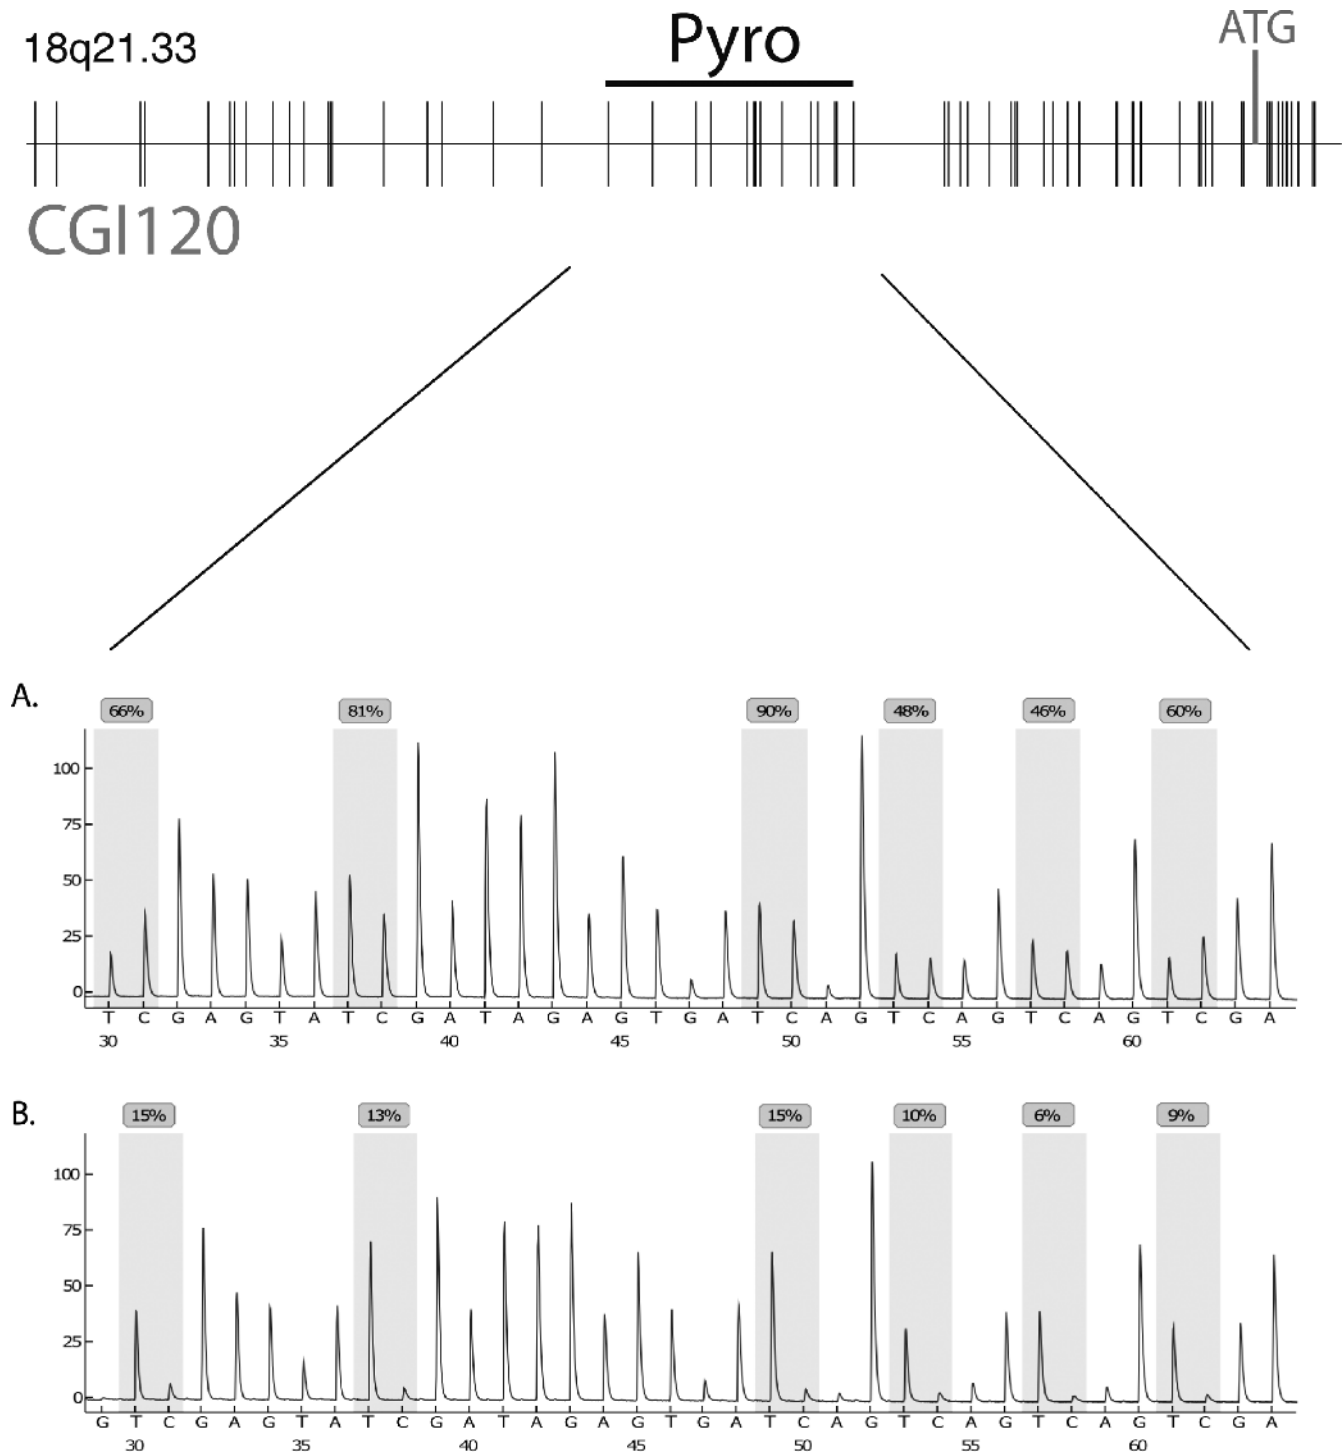 Pyro
ATG
18q21.33
CGI120
A.
66% 81% 90% 48% 46% 60%
100
75
50
25
0
T C G A G T A T C G A T A G A G T G A T C A G T C A G T C A G T C G A
30 35 40 45 50 55 60
B.
15% 13% 15% 10% 6% 9%
100
75
50
25
0
G T C G A G T A T C G A T A G A G T G A T C A G T C A G T C A G T C G A
30 35 40 45 50 55 60